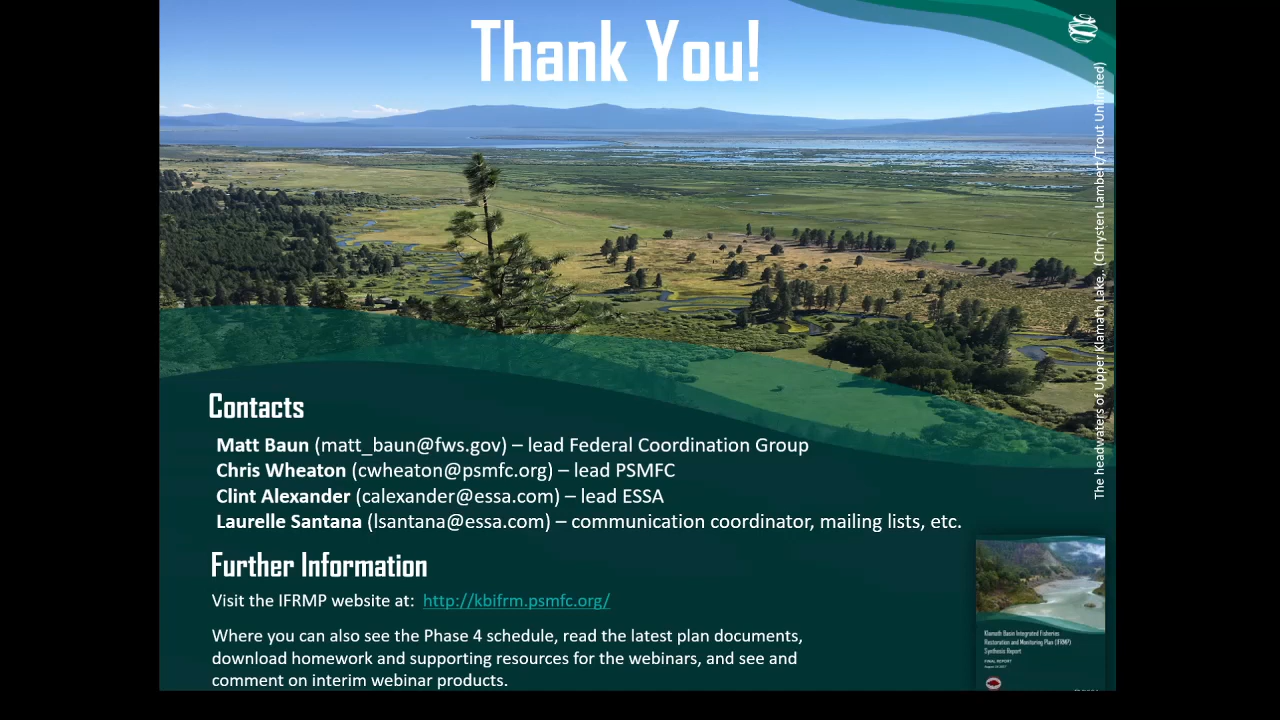 Thank You!
The headwaters of Upper Klamath Lake,. (Chrysten Lambert/Trout Unlimited)
Contacts
Matt Baun (matt_baun@fws.gov) – lead Federal Coordination Group
Chris Wheaton (cwheaton@psmfc.org) – lead PSMFC
Clint Alexander (calexander@essa.com) – lead ESSA
Laurelle Santana (lsantana@essa.com) – communication coordinator, mailing lists, etc.
Further Information
Visit the IFRMP website at: http://kbifrm.psmfc.org/
Where you can also see the Phase 4 schedule, read the latest plan documents,
download homework and supporting resources for the webinars, and see and
comment on interim webinar products.
Klamath Basin Integrated Fisheries
Restoration and Monitoring Plan (IFRMP)
Synthesis Report
FINAL REPORT